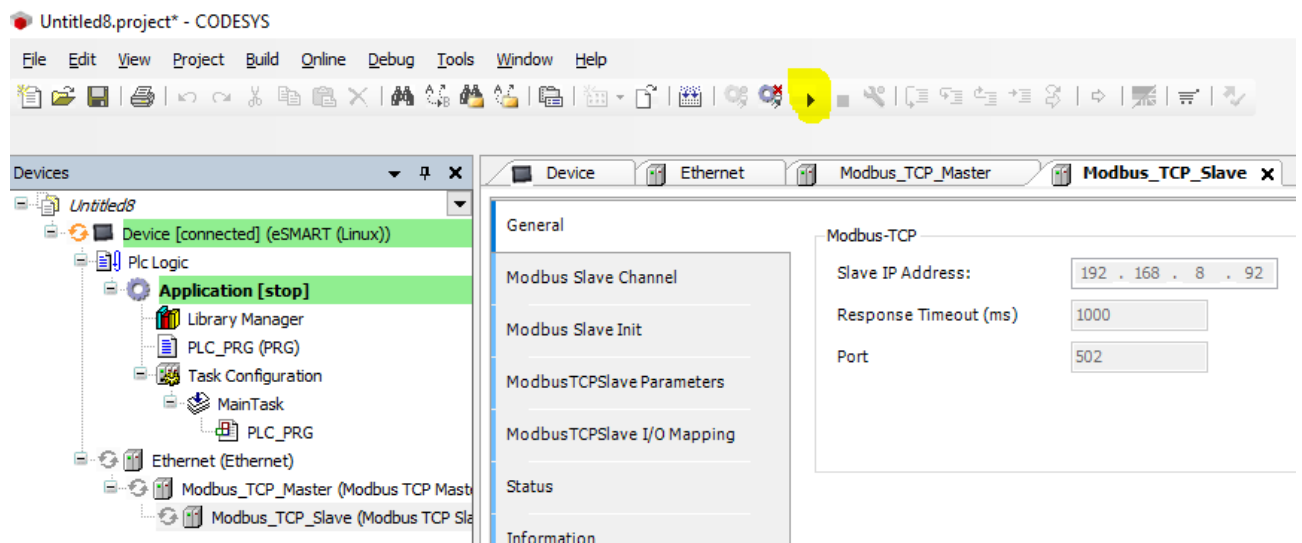 Untitled8.project* - CODESYS
File Edit View Project Build Online Debug Tools Window Help
Devices
Device
Ethernet
Modbus_TCP_Master
Modbus_TCP_Slave
Untitled8
Device [connected] (eSMART (Linux))
Plc Logic
Application [stop]
Library Manager
PLC_PRG (PRG)
Task Configuration
MainTask
PLC_PRG
Ethernet (Ethernet)
Modbus_TCP_Master (Modbus TCP Mast
Modbus_TCP_Slave (Modbus TCP Sla
General
Modbus Slave Channel
Modbus Slave Init
ModbusTCPSlave Parameters
ModbusTCPSlave I/O Mapping
Status
Information
Modbus-TCP
Slave IP Address: 192 . 168 . 8 . 92
Response Timeout (ms) 1000
Port 502